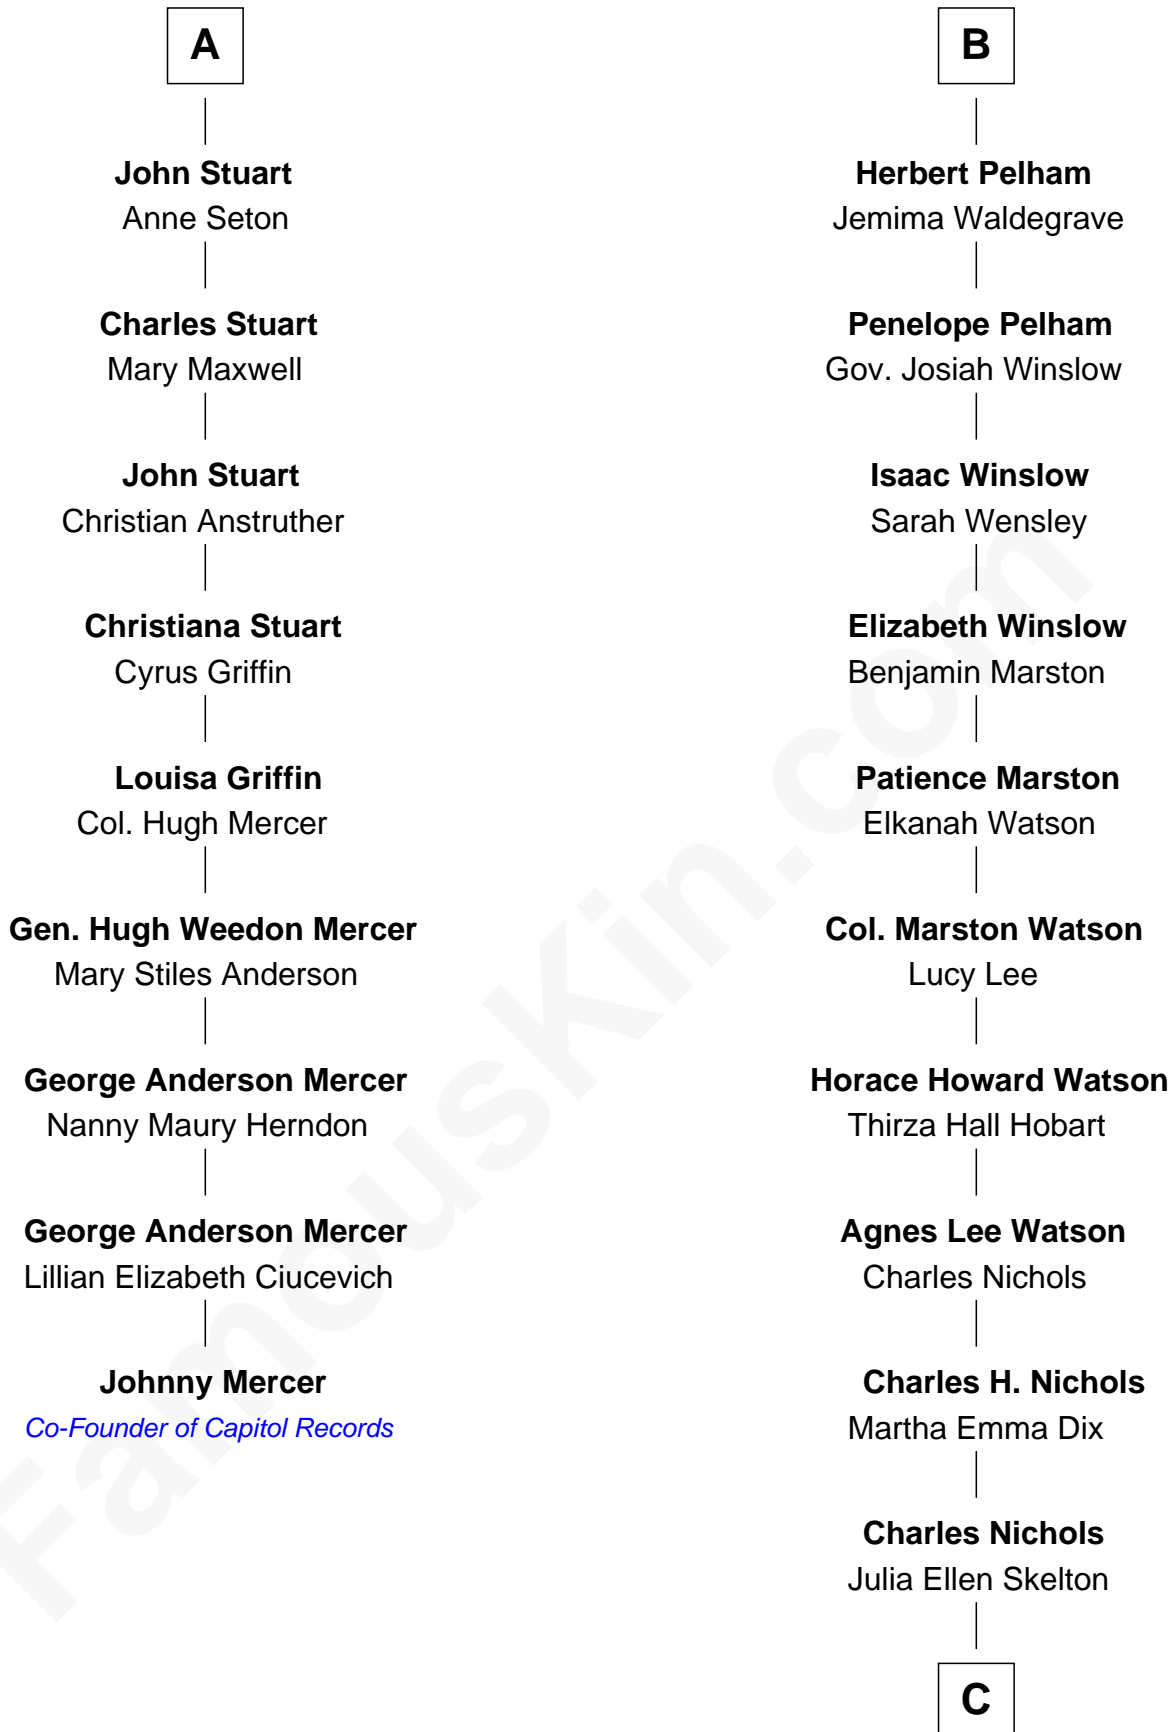 A
John Stuart
Anne Seton
Charles Stuart
Mary Maxwell
John Stuart
Christian Anstruther
Christiana Stuart
Cyrus Griffin
Louisa Griffin
Col. Hugh Mercer
Gen. Hugh Weedon Mercer
Mary Stiles Anderson
George Anderson Mercer
Nanny Maury Herndon
George Anderson Mercer
Lillian Elizabeth Ciucevich
Johnny Mercer
Co-Founder of Capitol Records
B
Herbert Pelham
Jemima Waldegrave
Penelope Pelham
Gov. Josiah Winslow
Isaac Winslow
Sarah Wensley
Elizabeth Winslow
Benjamin Marston
Patience Marston
Elkanah Watson
Col. Marston Watson
Lucy Lee
Horace Howard Watson
Thirza Hall Hobart
Agnes Lee Watson
Charles Nichols
Charles H. Nichols
Martha Emma Dix
Charles Nichols
Julia Ellen Skelton
C
FamousKin.com